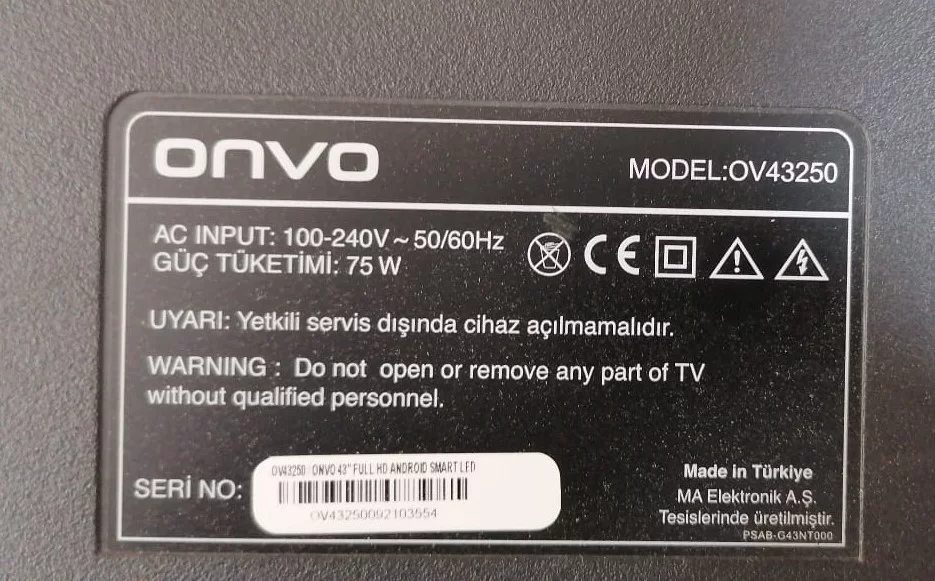 onvo
MODEL:OV43250
AC INPUT: 100-240V ~ 50/60Hz
GÜÇ TÜKETİMİ: 75 W
CE
UYARI: Yetkili servis dışında cihaz açılmamalıdır.
WARNING : Do not open or remove any part of TV
without qualified personnel.
SERİ NO:
OV43250 : ONVO 43" FULL HD ANDROID SMART LED
OV43250092103554
Made in Türkiye
MA Elektronik A.Ş.
Tesislerinde üretilmiştir.
PSAB-G43NT000